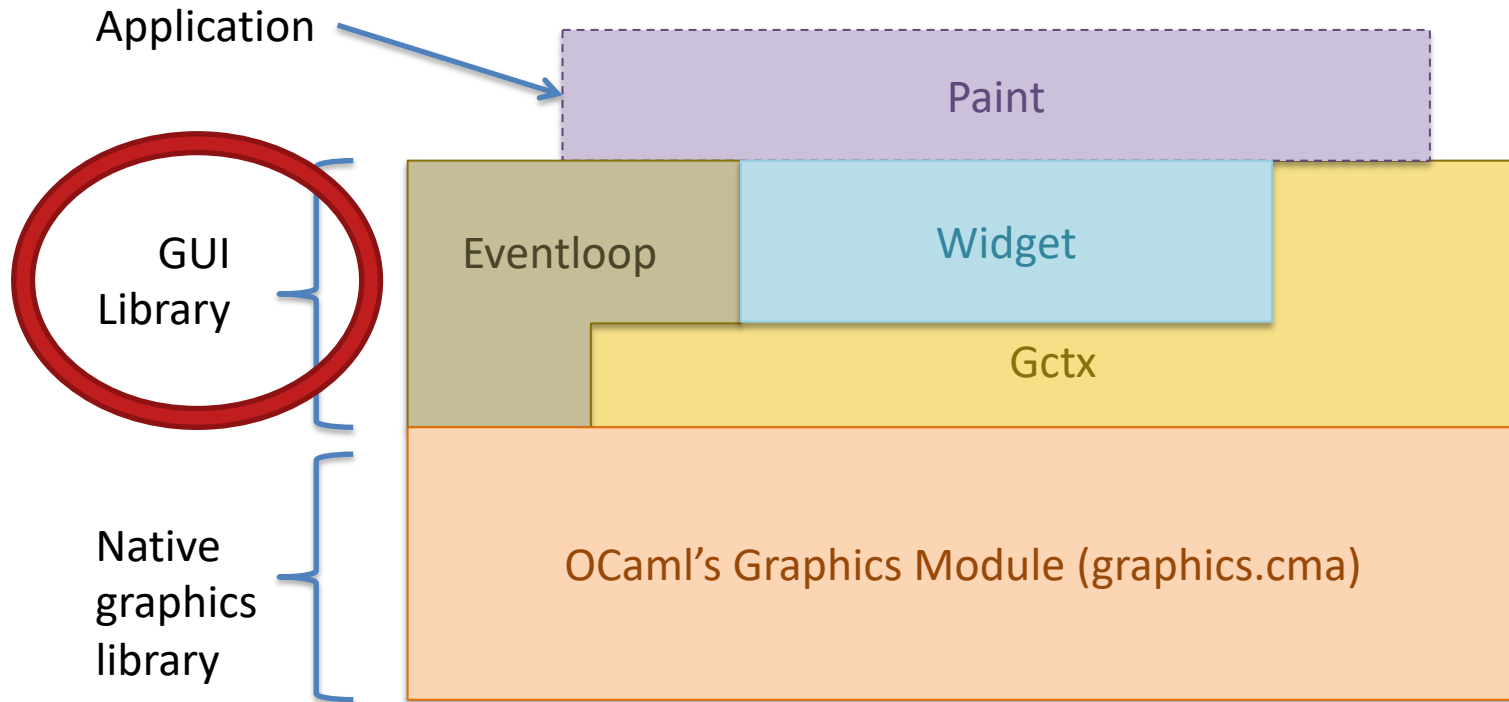 Application
Paint
GUI
Library
Eventloop
Widget
Gctx
Native
graphics
library
OCaml’s Graphics Module (graphics.cma)